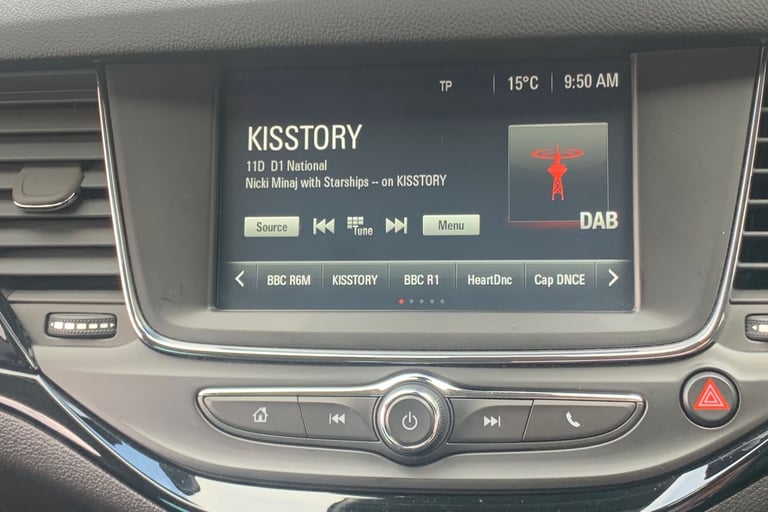 TP 15°C 9:50 AM
KISSTORY
11D D1 National
Nicki Minaj with Starships -- on KISSTORY
DAB
Source Tune Menu
BBC R6M KISSTORY BBC R1 HeartDnc Cap DNCE